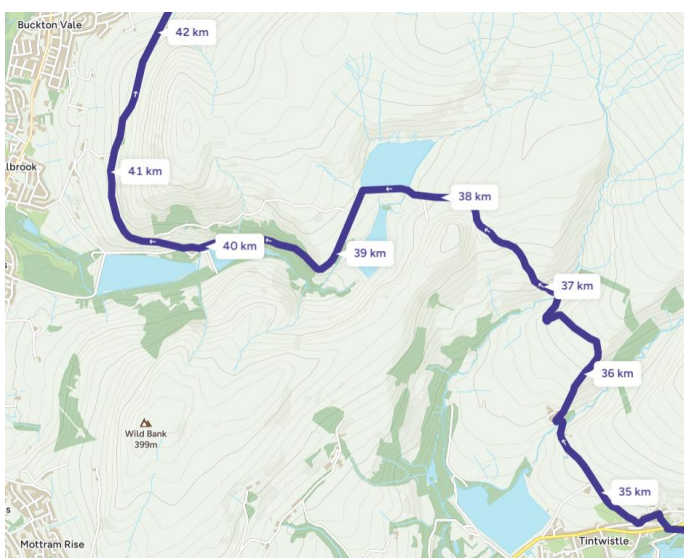 Buckton Vale
42 km
lbrook
41 km
38 km
40 km
39 km
s
37 km
36 km
Wild Bank
399m
35 km
s
Tintwistle
Mottram Rise